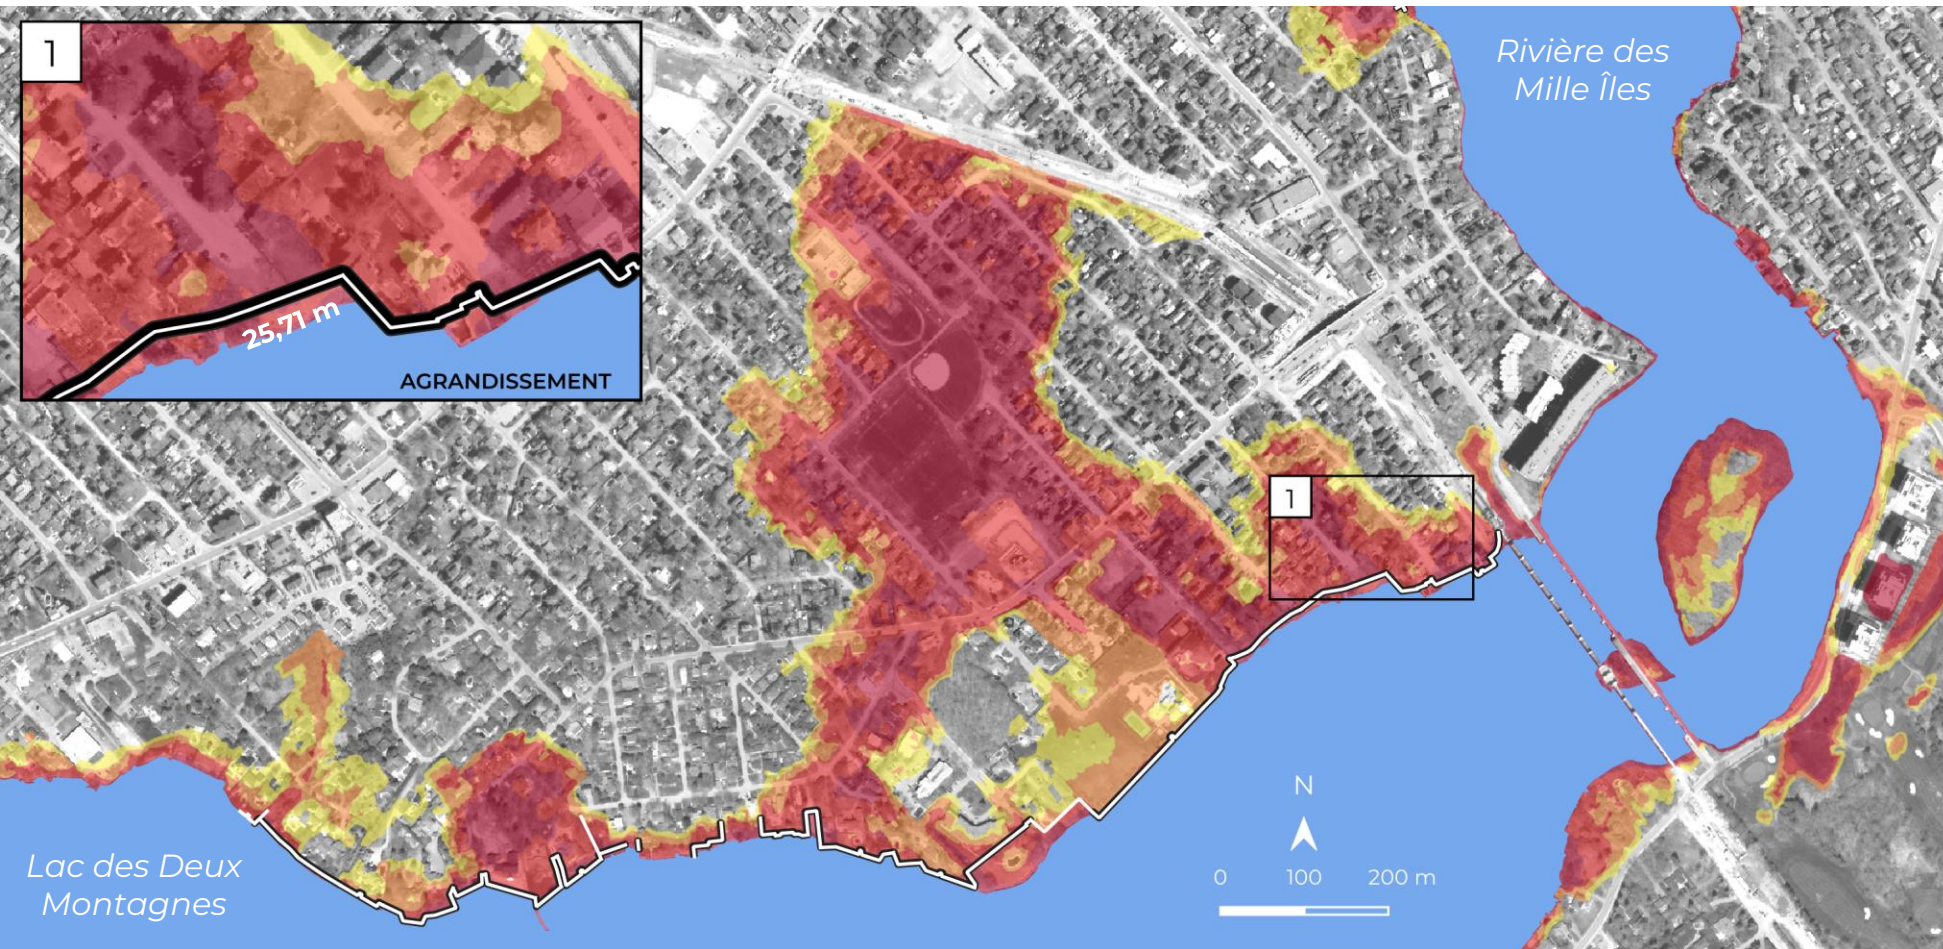 1
25,71 m
AGRANDISSEMENT
Rivière des
Mille Îles
1
Lac des Deux
Montagnes
N
0 100 200 m